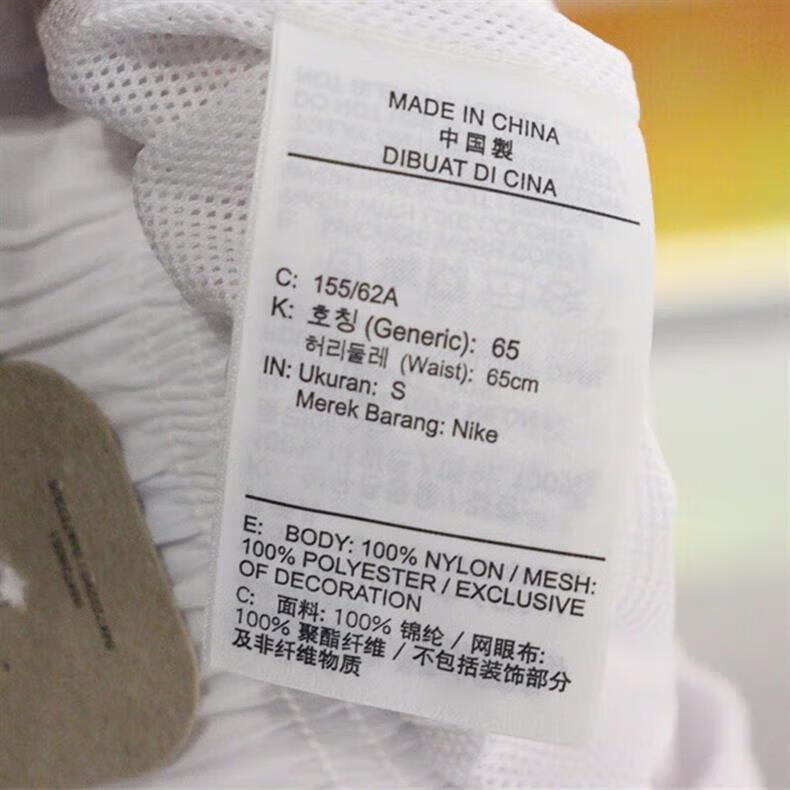 MADE IN CHINA
中国製
DIBUAT DI CINA
C: 155/62A
K: 호칭 (Generic): 65
허리둘레 (Waist): 65cm
IN: Ukuran: S
Merek Barang: Nike
E: BODY: 100% NYLON / MESH:
100% POLYESTER / EXCLUSIVE
OF DECORATION
C: 面料: 100% 锦纶 / 网眼布:
100% 聚酯纤维 / 不包括装饰部分
及非纤维物质